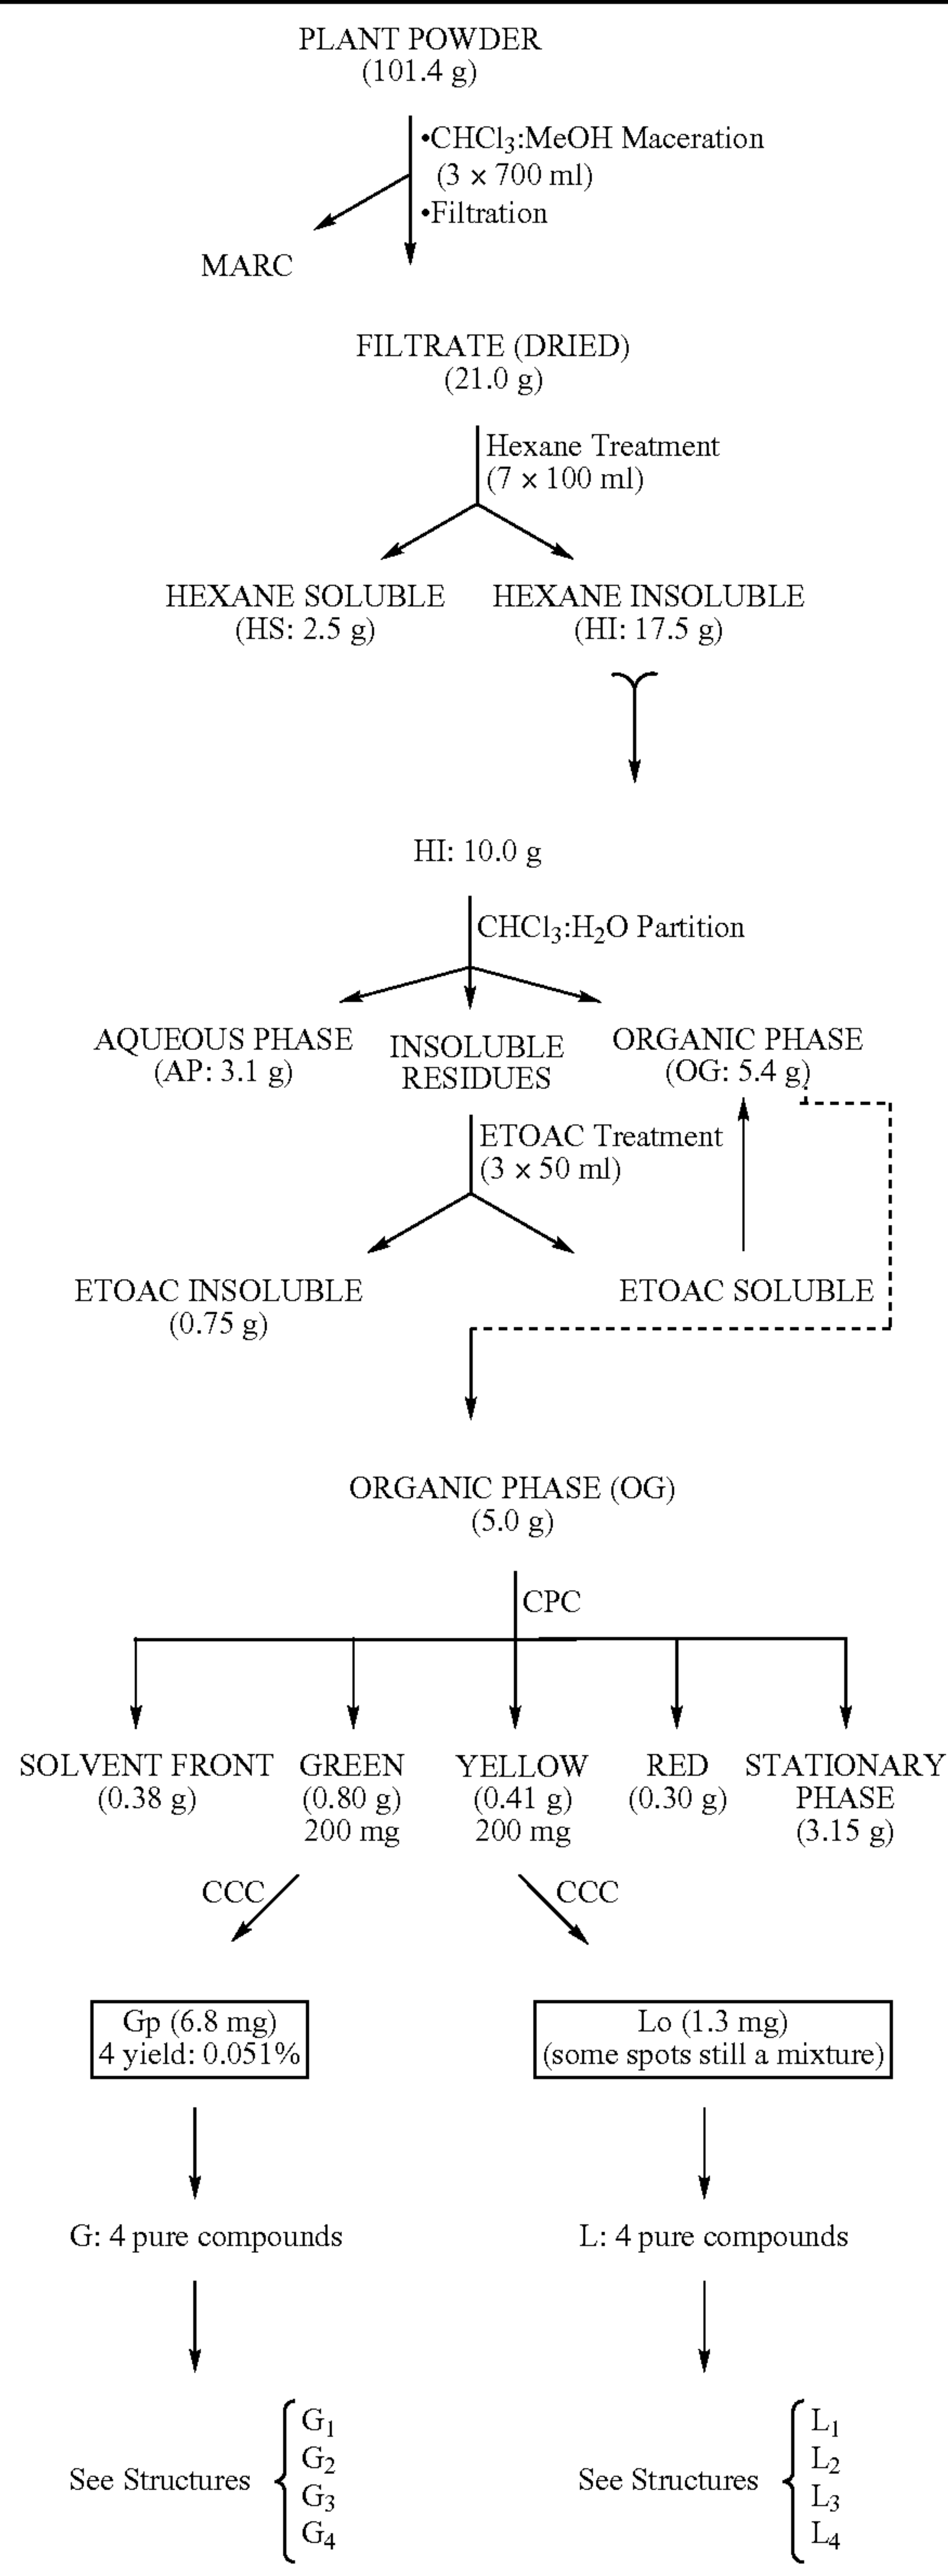 PLANT POWDER
(101.4 g)
•CHCl₃:MeOH Maceration
(3 × 700 ml)
•Filtration
MARC
FILTRATE (DRIED)
(21.0 g)
Hexane Treatment
(7 × 100 ml)
HEXANE SOLUBLE
(HS: 2.5 g)
HEXANE INSOLUBLE
(HI: 17.5 g)
HI: 10.0 g
CHCl₃:H₂O Partition
AQUEOUS PHASE
(AP: 3.1 g)
INSOLUBLE
RESIDUES
ORGANIC PHASE
(OG: 5.4 g)
ETOAC Treatment
(3 × 50 ml)
ETOAC INSOLUBLE
(0.75 g)
ETOAC SOLUBLE
ORGANIC PHASE (OG)
(5.0 g)
CPC
SOLVENT FRONT
(0.38 g)
GREEN
(0.80 g)
200 mg
YELLOW
(0.41 g)
200 mg
RED
(0.30 g)
STATIONARY
PHASE
(3.15 g)
CCC
CCC
Gp (6.8 mg)
4 yield: 0.051%
Lo (1.3 mg)
(some spots still a mixture)
G: 4 pure compounds
L: 4 pure compounds
See Structures
G₁
G₂
G₃
G₄
See Structures
L₁
L₂
L₃
L₄